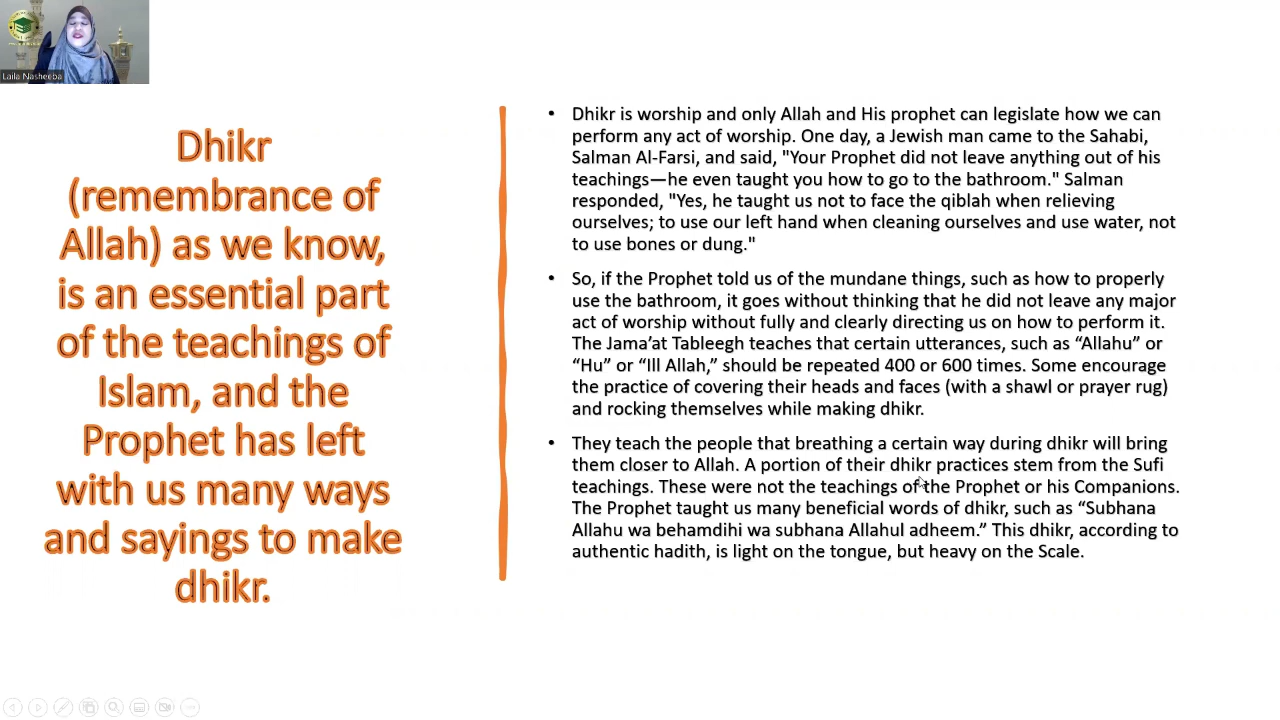 Laila Nasheeba
Dhikr
(remembrance of
Allah) as we know,
is an essential part
of the teachings of
Islam, and the
Prophet has left
with us many ways
and sayings to make
dhikr.
• Dhikr is worship and only Allah and His prophet can legislate how we can
perform any act of worship. One day, a Jewish man came to the Sahabi,
Salman Al-Farsi, and said, "Your Prophet did not leave anything out of his
teachings—he even taught you how to go to the bathroom." Salman
responded, "Yes, he taught us not to face the qiblah when relieving
ourselves; to use our left hand when cleaning ourselves and use water, not
to use bones or dung."
• So, if the Prophet told us of the mundane things, such as how to properly
use the bathroom, it goes without thinking that he did not leave any major
act of worship without fully and clearly directing us on how to perform it.
The Jama’at Tableegh teaches that certain utterances, such as “Allahu” or
“Hu” or “Ill Allah,” should be repeated 400 or 600 times. Some encourage
the practice of covering their heads and faces (with a shawl or prayer rug)
and rocking themselves while making dhikr.
• They teach the people that breathing a certain way during dhikr will bring
them closer to Allah. A portion of their dhikr practices stem from the Sufi
teachings. These were not the teachings of the Prophet or his Companions.
The Prophet taught us many beneficial words of dhikr, such as “Subhana
Allahu wa behamdihi wa subhana Allahul adheem.” This dhikr, according to
authentic hadith, is light on the tongue, but heavy on the Scale.